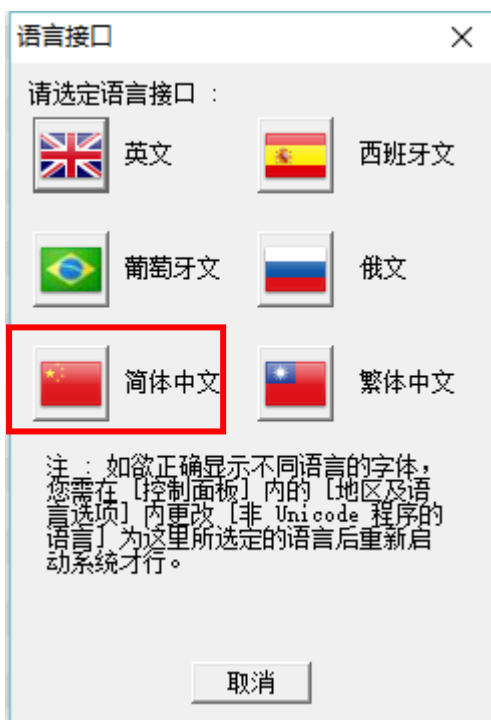 语言接口
请选定语言接口 :
英文 西班牙文
葡萄牙文 俄文
简体中文 繁体中文
注 : 如欲正确显示不同语言的字体，
您需在 [控制面板] 内的 [地区及语
言选项] 内更改 [非 Unicode 程序的
语言] 为这里所选定的语言后重新启
动系统才行。
取消